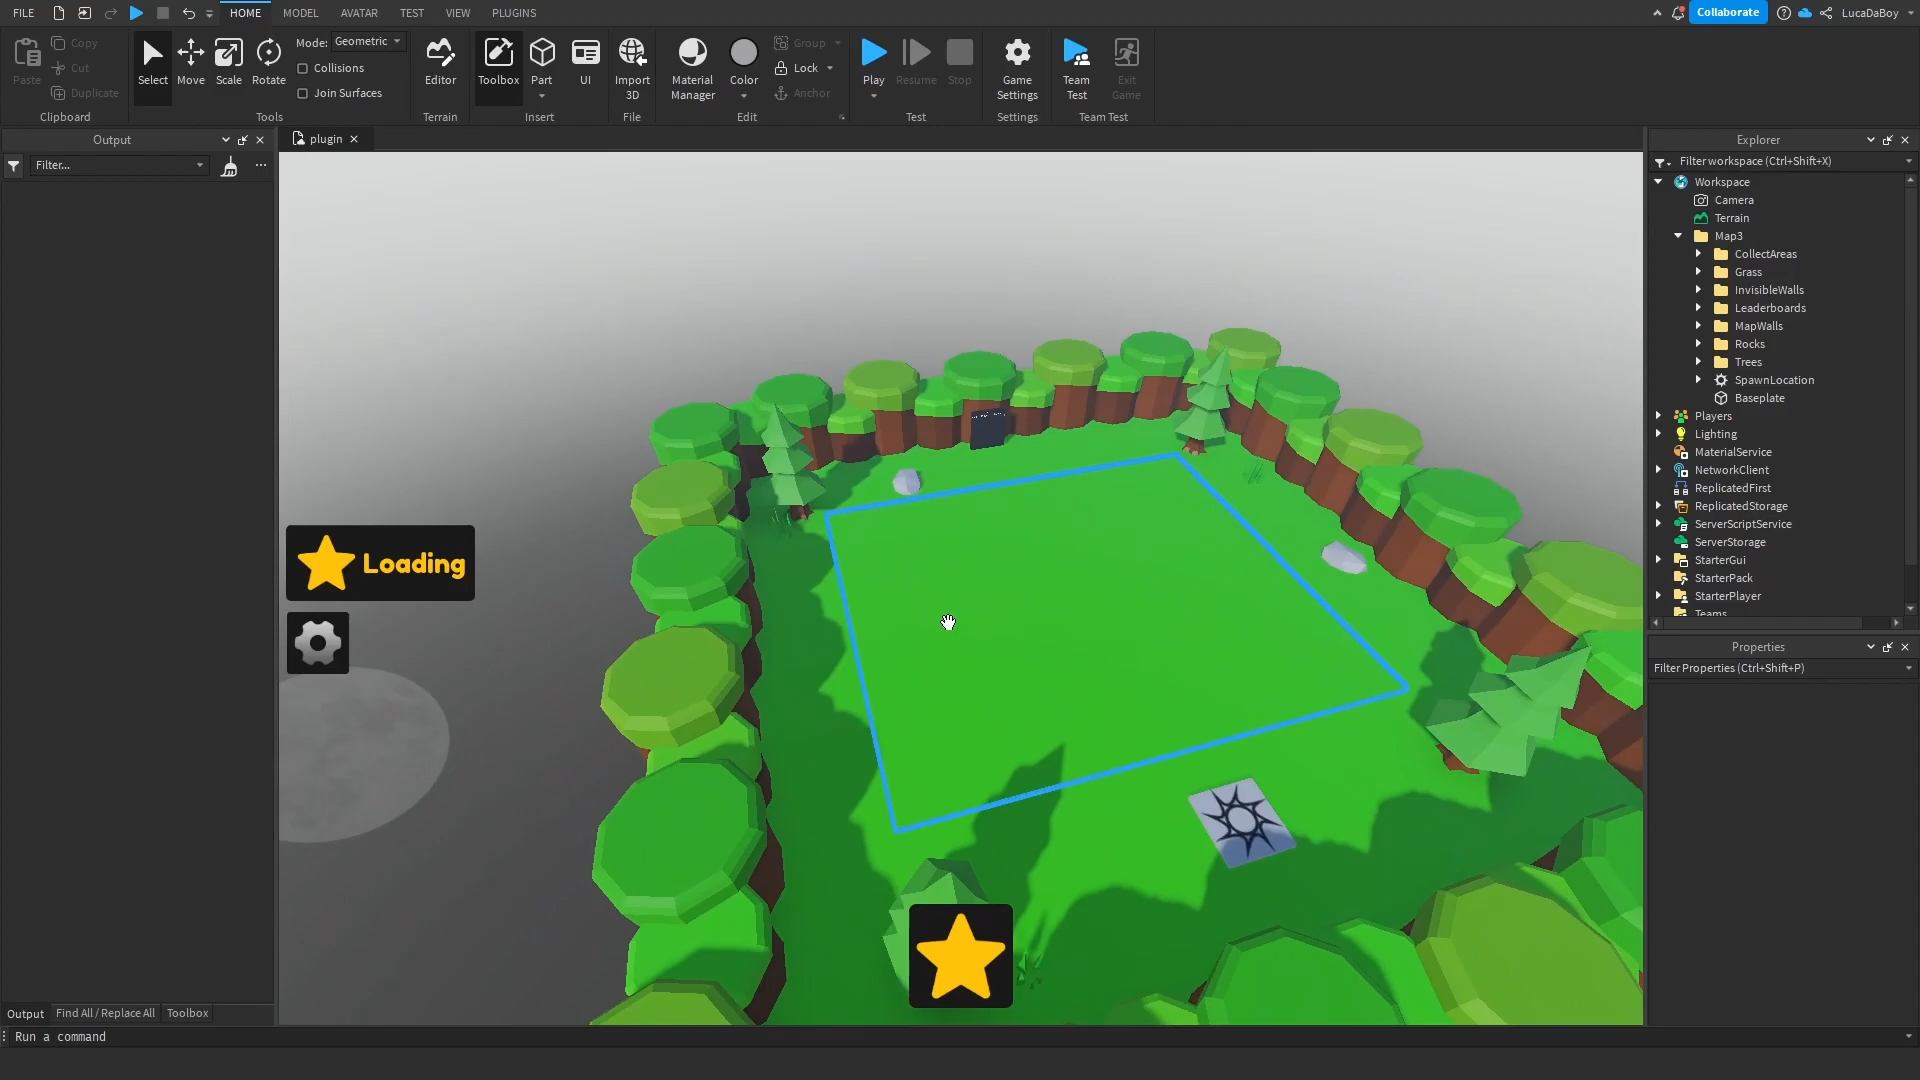 FILE HOME MODEL AVATAR TEST VIEW PLUGINS Collaborate LucaDaBoy
Paste Copy Cut Duplicate
Select Move Scale Rotate
Mode: Geometric
Collisions
Join Surfaces
Editor
Toolbox Part UI
Import 3D
Material Manager
Color
Group
Lock
Anchor
Play Resume Stop
Game Settings
Team Test
Exit Game
Clipboard Tools Terrain Insert File Edit Test Settings Team Test
Output
Filter...
plugin
Loading
Explorer
Filter workspace (Ctrl+Shift+X)
Workspace
Camera
Terrain
Map3
CollectAreas
Grass
InvisibleWalls
Leaderboards
MapWalls
Rocks
Trees
SpawnLocation
Baseplate
Players
Lighting
MaterialService
NetworkClient
ReplicatedFirst
ReplicatedStorage
ServerScriptService
ServerStorage
StarterGui
StarterPack
StarterPlayer
Teams
Properties
Filter Properties (Ctrl+Shift+P)
Output Find All / Replace All Toolbox
Run a command